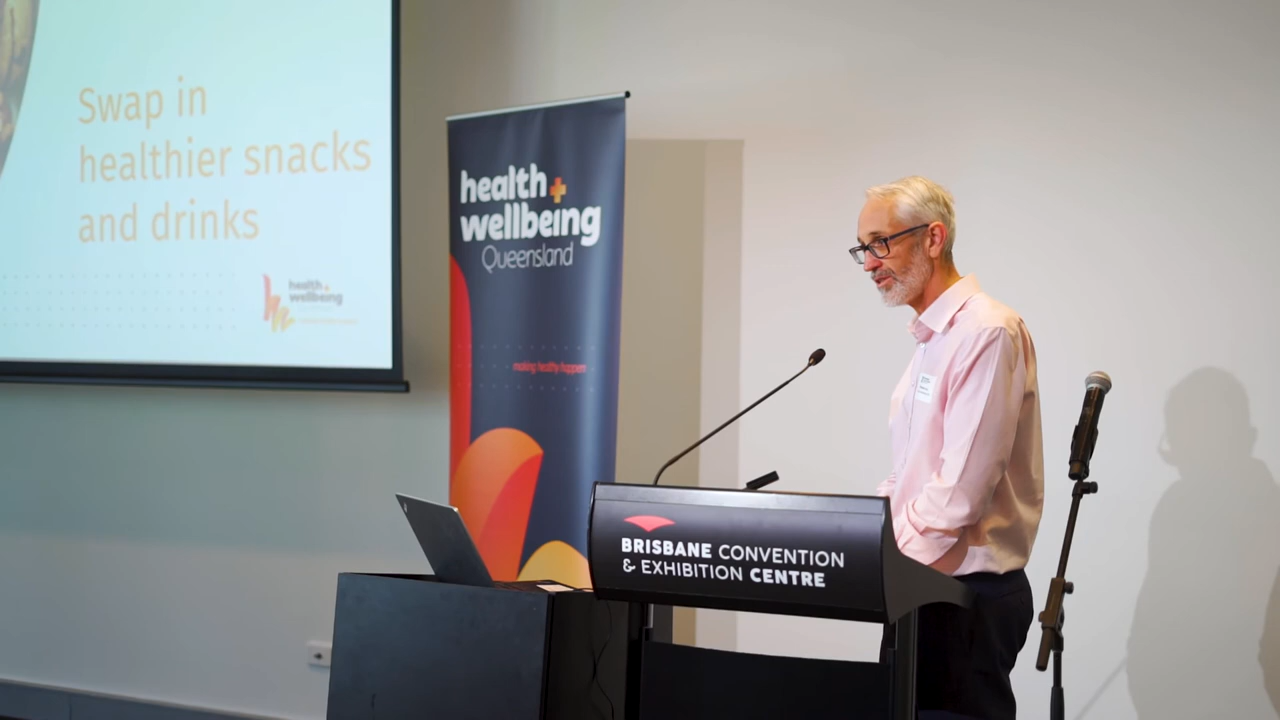 Swap in
healthier snacks
and drinks
health+
wellbeing
health+
wellbeing
Queensland
making healthy happen
BRISBANE CONVENTION
& EXHIBITION CENTRE